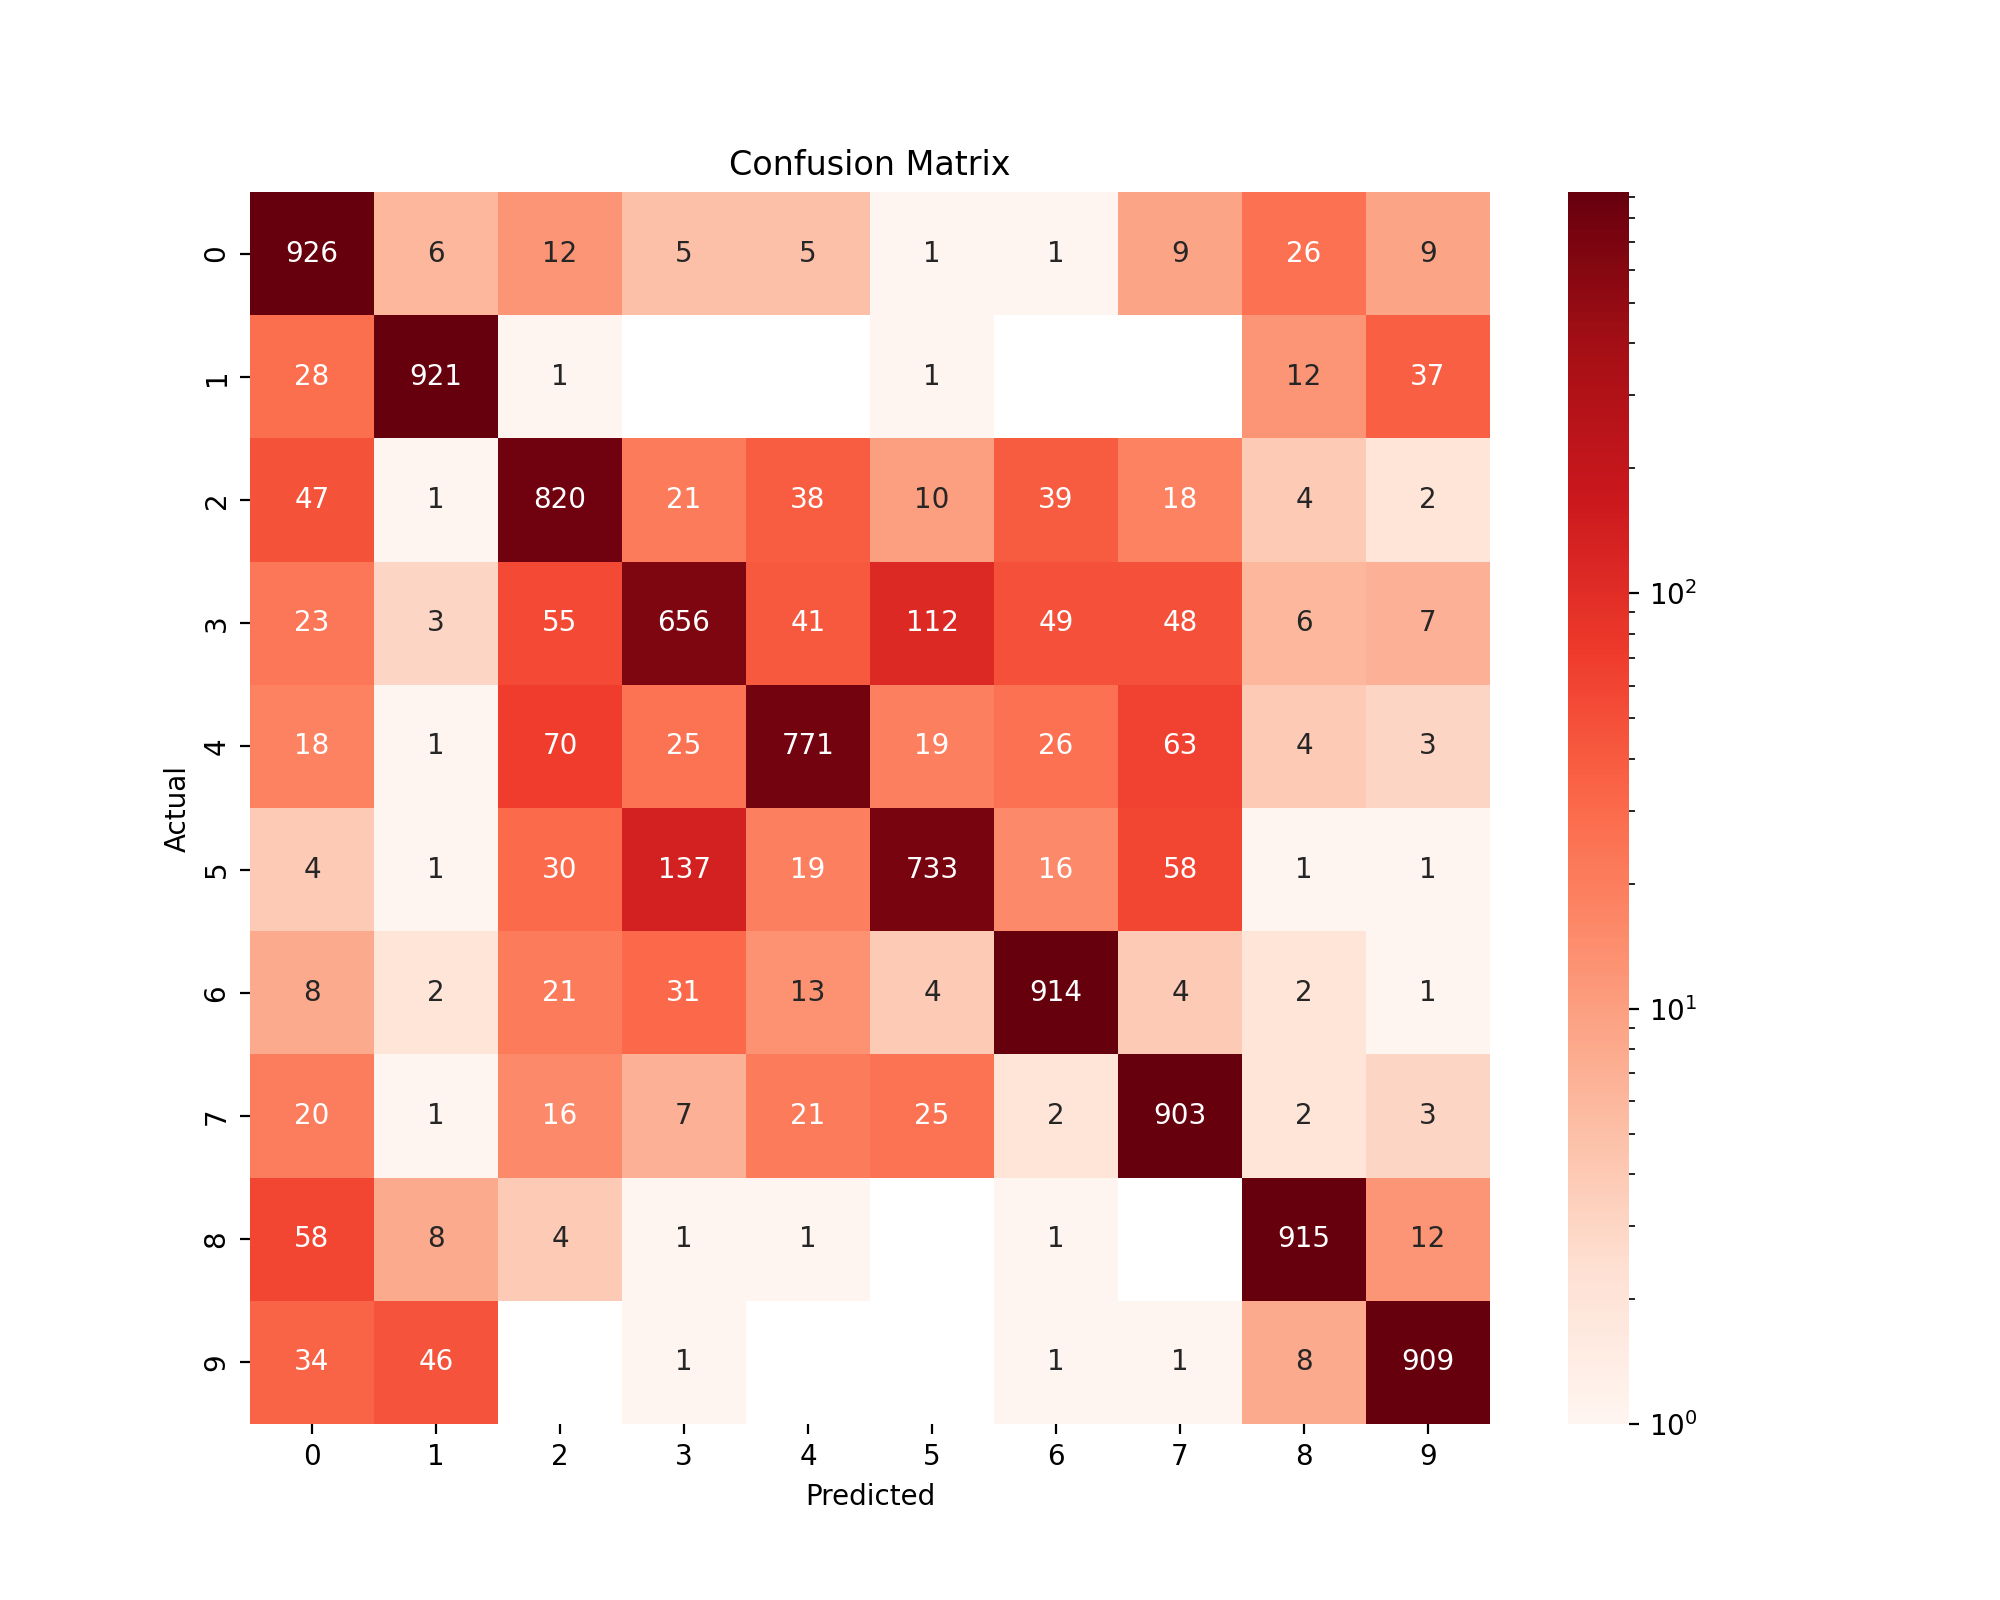 Confusion Matrix
0 926 6 12 5 5 1 1 9 26 9
1 28 921 1 1 12 37
2 47 1 820 21 38 10 39 18 4 2
3 23 3 55 656 41 112 49 48 6 7
4 18 1 70 25 771 19 26 63 4 3
5 4 1 30 137 19 733 16 58 1 1
6 8 2 21 31 13 4 914 4 2 1
7 20 1 16 7 21 25 2 903 2 3
8 58 8 4 1 1 1 915 12
9 34 46 1 1 1 8 909
0 1 2 3 4 5 6 7 8 9
Predicted
Actual
10²
10¹
10⁰